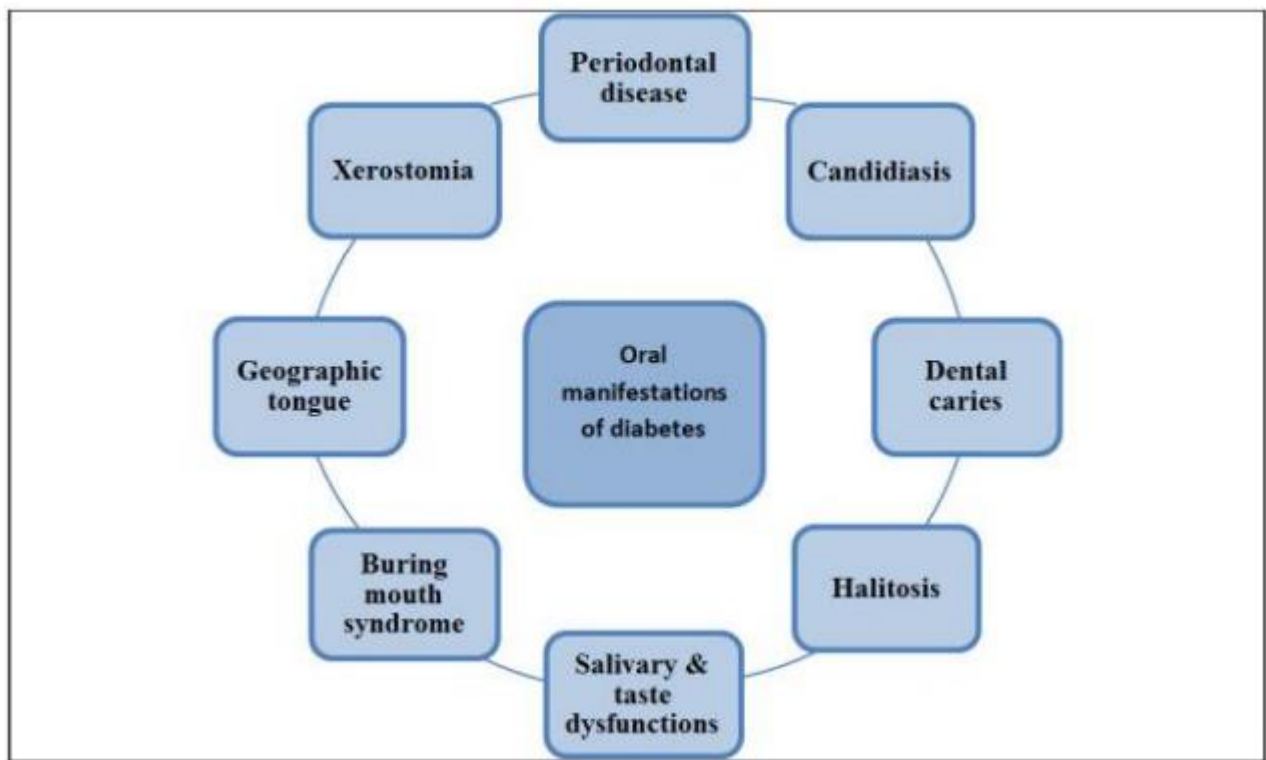 Periodontal
disease
Candidiasis
Dental
caries
Halitosis
Salivary &
taste
dysfunctions
Buring
mouth
syndrome
Geographic
tongue
Xerostomia
Oral
manifestations
of diabetes